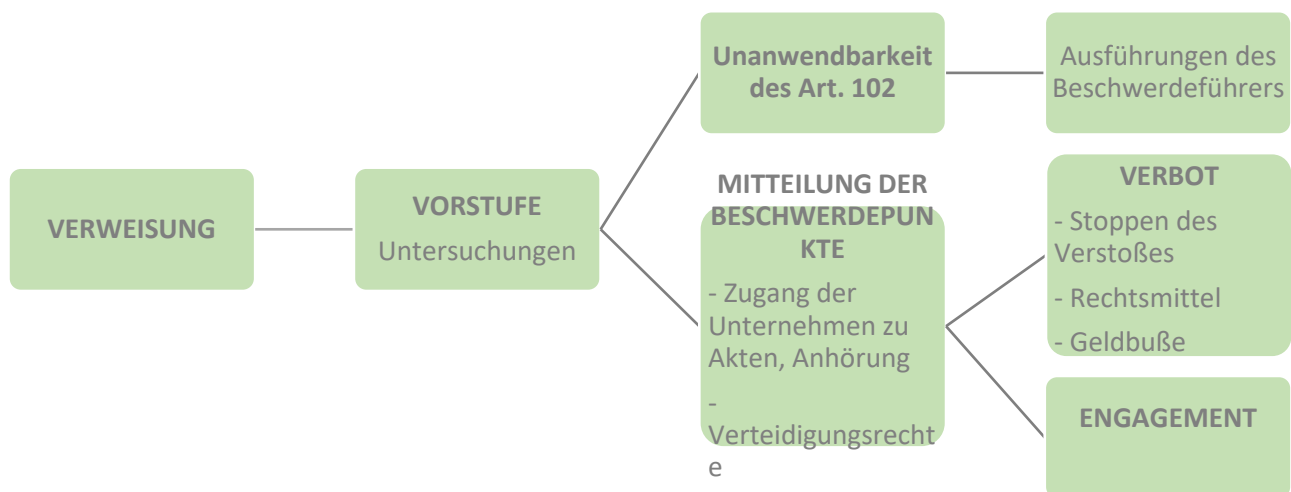 VERWEISUNG
VORSTUFE
Untersuchungen
Unanwendbarkeit
des Art. 102
Ausführungen des
Beschwerdeführers
MITTEILUNG DER
BESCHWERDEPUN
KTE
- Zugang der
Unternehmen zu
Akten, Anhörung
-
Verteidigungsrecht
e
VERBOT
- Stoppen des
Verstoßes
- Rechtsmittel
- Geldbuße
ENGAGEMENT